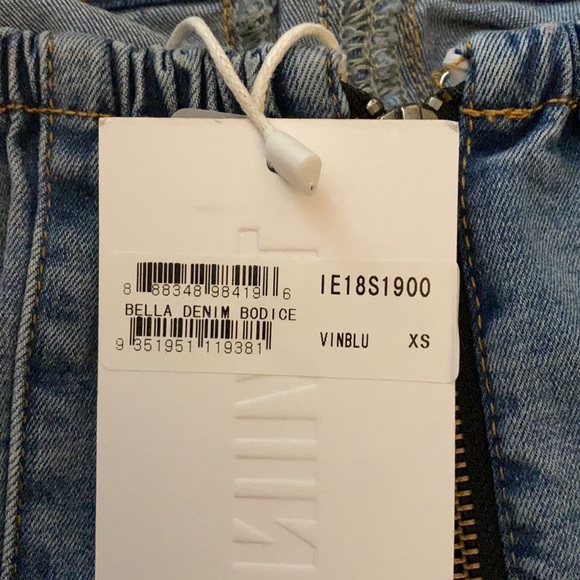 8 88348 98419 6
IE18S1900
BELLA DENIM BODICE
9 351951 119381
VINBLU XS